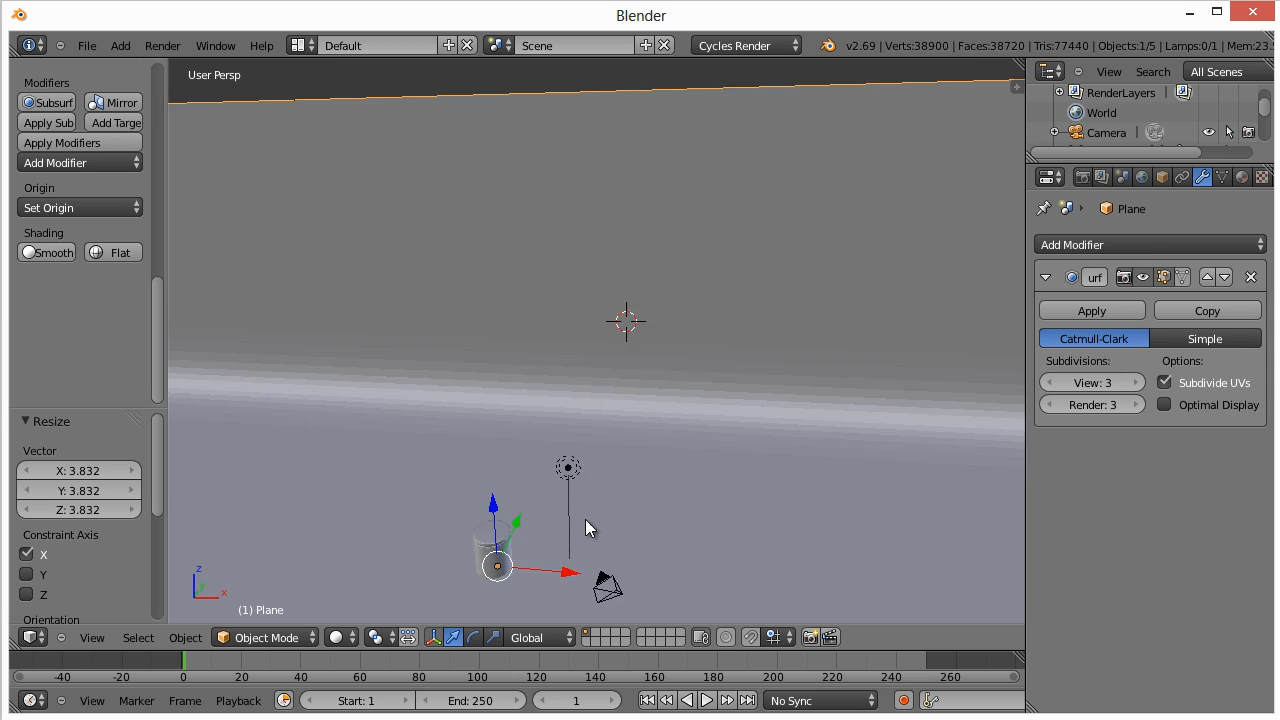 Blender
File Add Render Window Help Default Scene Cycles Render v2.69 | Verts:38900 | Faces:38720 | Tris:77440 | Objects:1/5 | Lamps:0/1 | Mem:23.
Modifiers
Subsurf Mirror
Apply Sub Add Targe
Apply Modifiers
Add Modifier
Origin
Set Origin
Shading
Smooth Flat
Resize
Vector
X: 3.832
Y: 3.832
Z: 3.832
Constraint Axis
X
Y
Z
Orientation
User Persp
z
y
x
(1) Plane
View Search All Scenes
RenderLayers
World
Camera
Plane
Add Modifier
urf
Apply Copy
Catmull-Clark Simple
Subdivisions: Options:
View: 3 Subdivide UVs
Render: 3 Optimal Display
View Select Object Object Mode Global
-40 -20 0 20 40 60 80 100 120 140 160 180 200 220 240 260
View Marker Frame Playback Start: 1 End: 250 1 No Sync